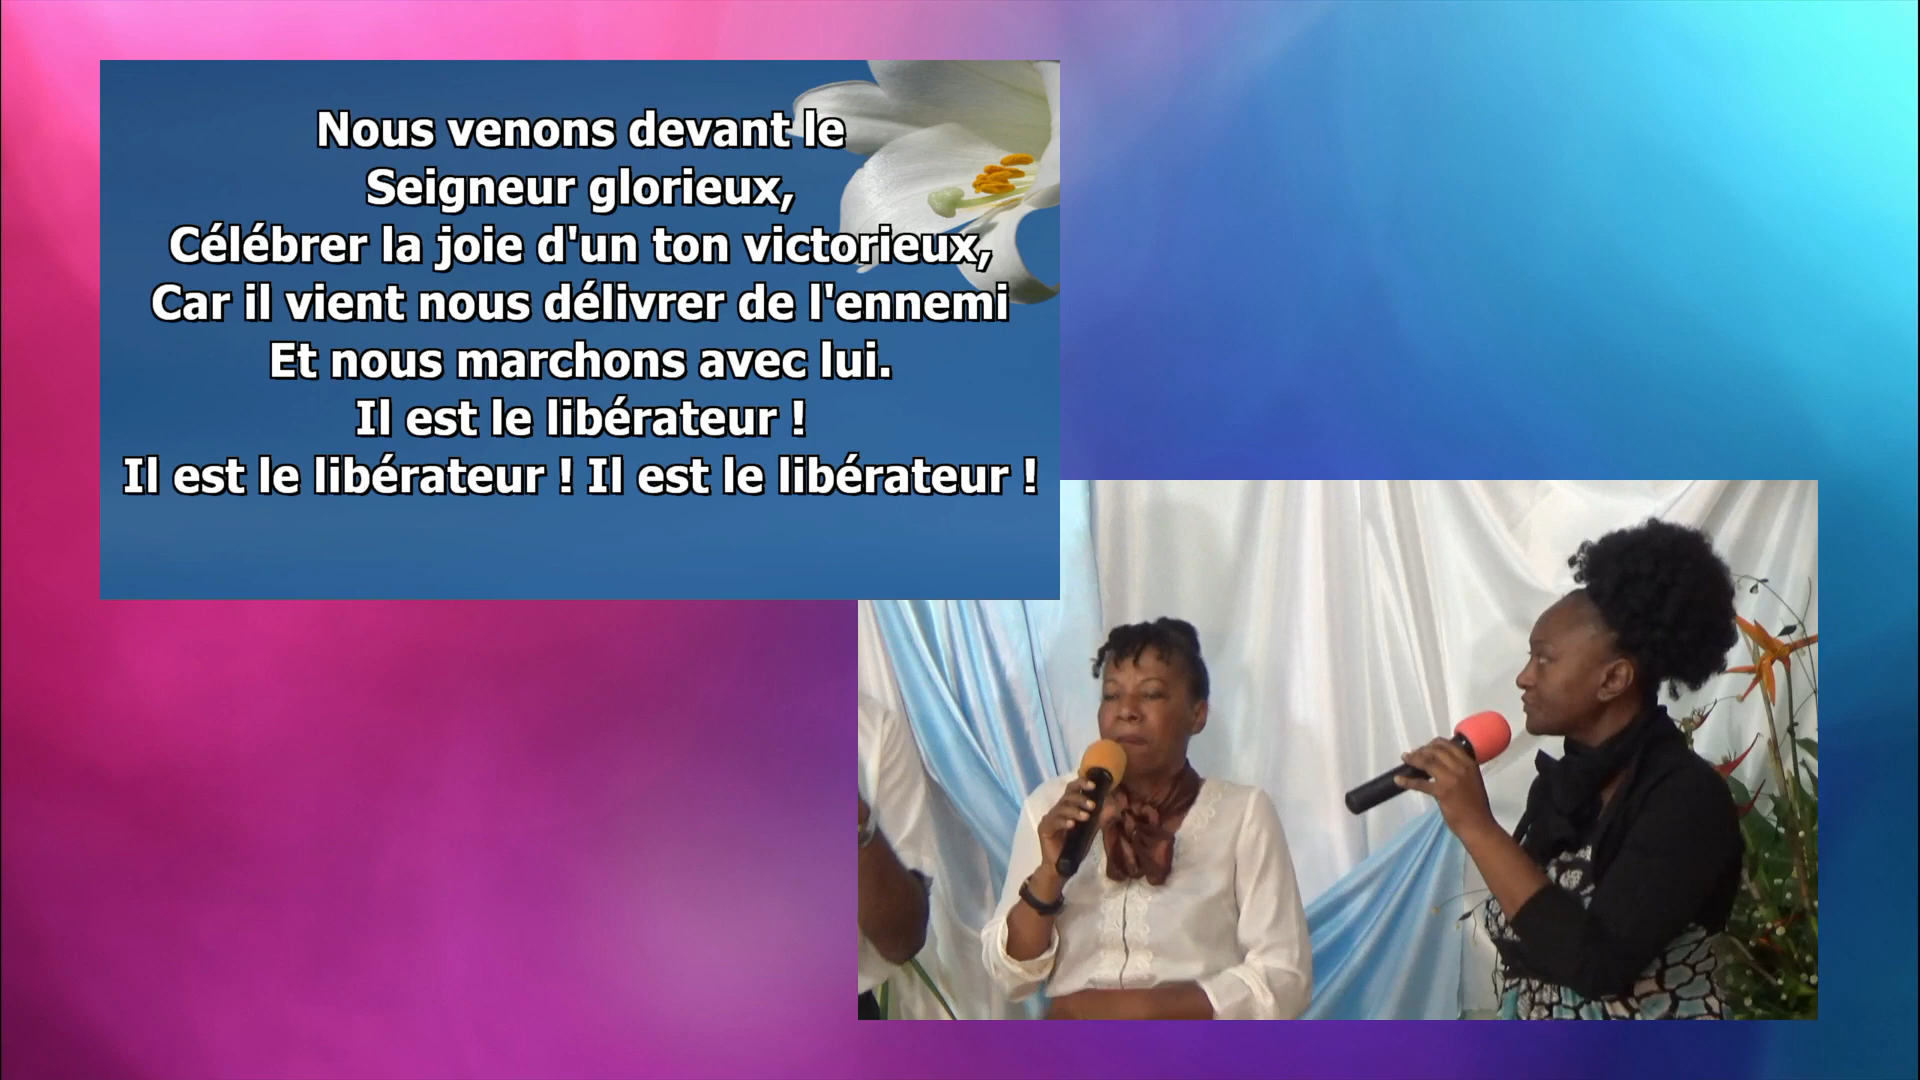 Nous venons devant le
Seigneur glorieux,
Célébrer la joie d'un ton victorieux,
Car il vient nous délivrer de l'ennemi
Et nous marchons avec lui.
Il est le libérateur !
Il est le libérateur ! Il est le libérateur !